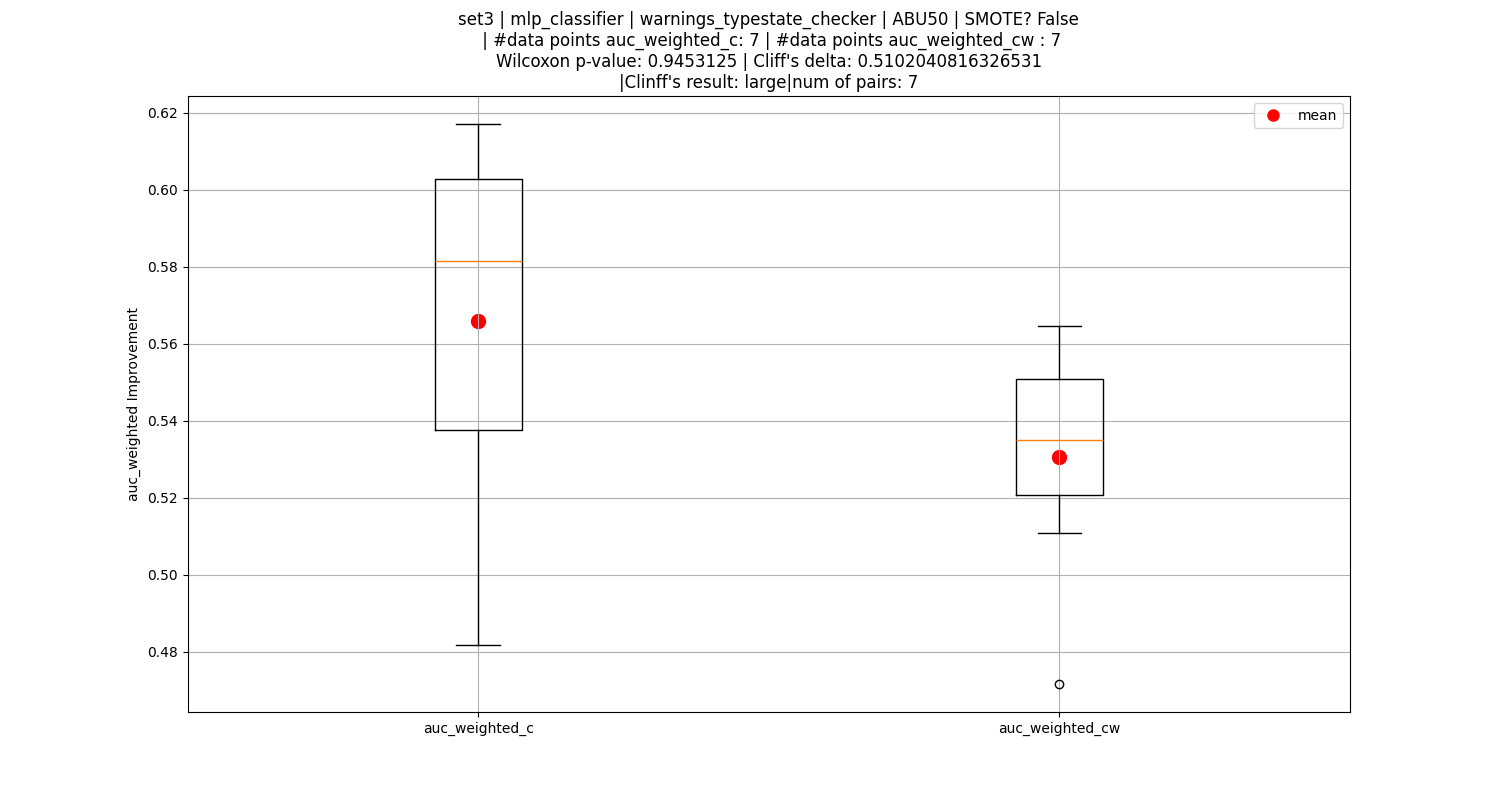 set3 | mlp_classifier | warnings_typestate_checker | ABU50 | SMOTE? False
| #data points auc_weighted_c: 7 | #data points auc_weighted_cw : 7
Wilcoxon p-value: 0.9453125 | Cliff's delta: 0.5102040816326531
|Clinff's result: large|num of pairs: 7
mean
auc_weighted Improvement
0.62
0.60
0.58
0.56
0.54
0.52
0.50
0.48
auc_weighted_c
auc_weighted_cw